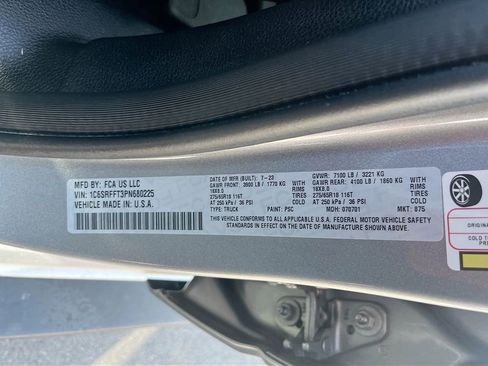 MFD BY: FCA US LLC
VIN: 1C6SRFFT3PN680225
VEHICLE MADE IN U.S.A.
DATE OF MFR (BUILT): 7-23
GAWR FRONT: 3900 LB / 1770 KG
18X8.0 RIMS
275/65R18 116T TIRES
AT 250 kPa / 36 PSI
TYPE: TRUCK PAINT: PSC
GVWR: 7100 LB / 3221 KG
GAWR REAR: 4100 LB / 1860 KG
18X8.0 RIMS
275/65R18 116T TIRES
AT 250 kPa / 36 PSI
MDH: 070701 MKT: 875
THIS VEHICLE CONFORMS TO ALL APPLICABLE U.S.A. FEDERAL MOTOR VEHICLE SAFETY
STANDARDS IN EFFECT ON THE DATE OF MANUFACTURE SHOWN ABOVE.
ORIGINAL
COLD T
PRES